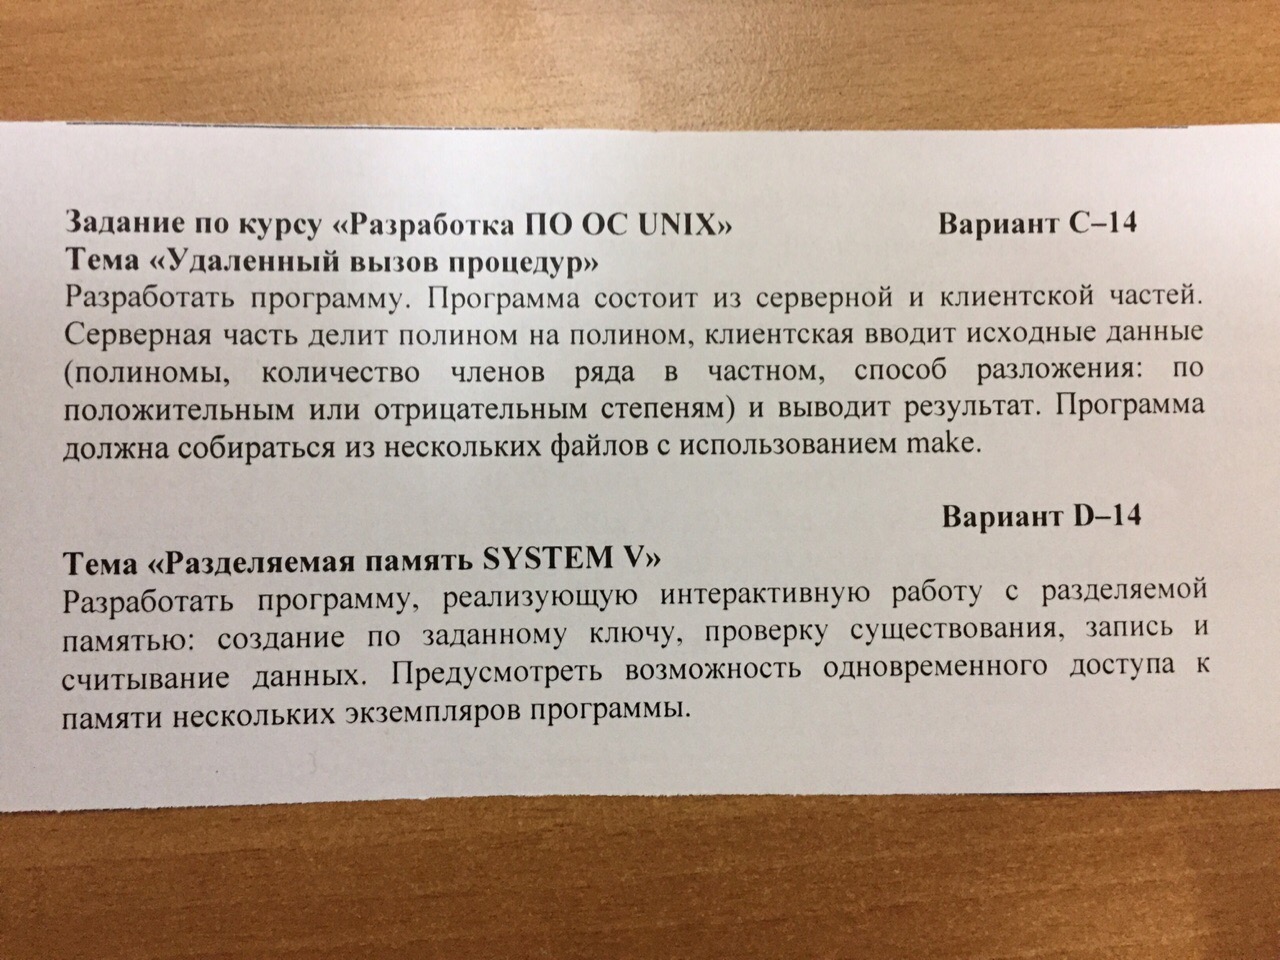 Задание по курсу «Разработка ПО ОС UNIX» Вариант С–14
Тема «Удаленный вызов процедур»
Разработать программу. Программа состоит из серверной и клиентской частей.
Серверная часть делит полином на полином, клиентская вводит исходные данные
(полиномы, количество членов ряда в частном, способ разложения: по
положительным или отрицательным степеням) и выводит результат. Программа
должна собираться из нескольких файлов с использованием make.
Вариант D–14
Тема «Разделяемая память SYSTEM V»
Разработать программу, реализующую интерактивную работу с разделяемой
памятью: создание по заданному ключу, проверку существования, запись и
считывание данных. Предусмотреть возможность одновременного доступа к
памяти нескольких экземпляров программы.